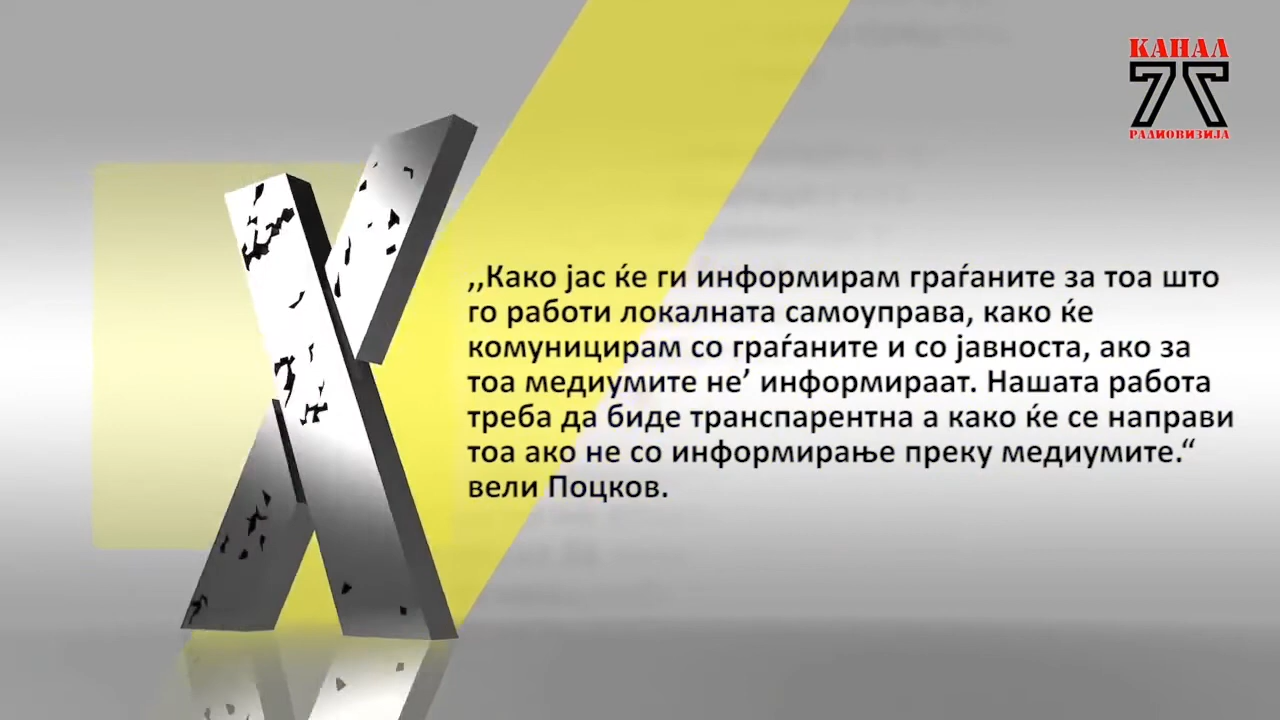 КАНАЛ
77
РАДИОВИЗИЈА
,,Како јас ќе ги информирам граѓаните за тоа што
го работи локалната самоуправа, како ќе
комуницирам со граѓаните и со јавноста, ако за
тоа медиумите не’ информираат. Нашата работа
треба да биде транспарентна а како ќе се направи
тоа ако не со информирање преку медиумите.“
вели Поцков.